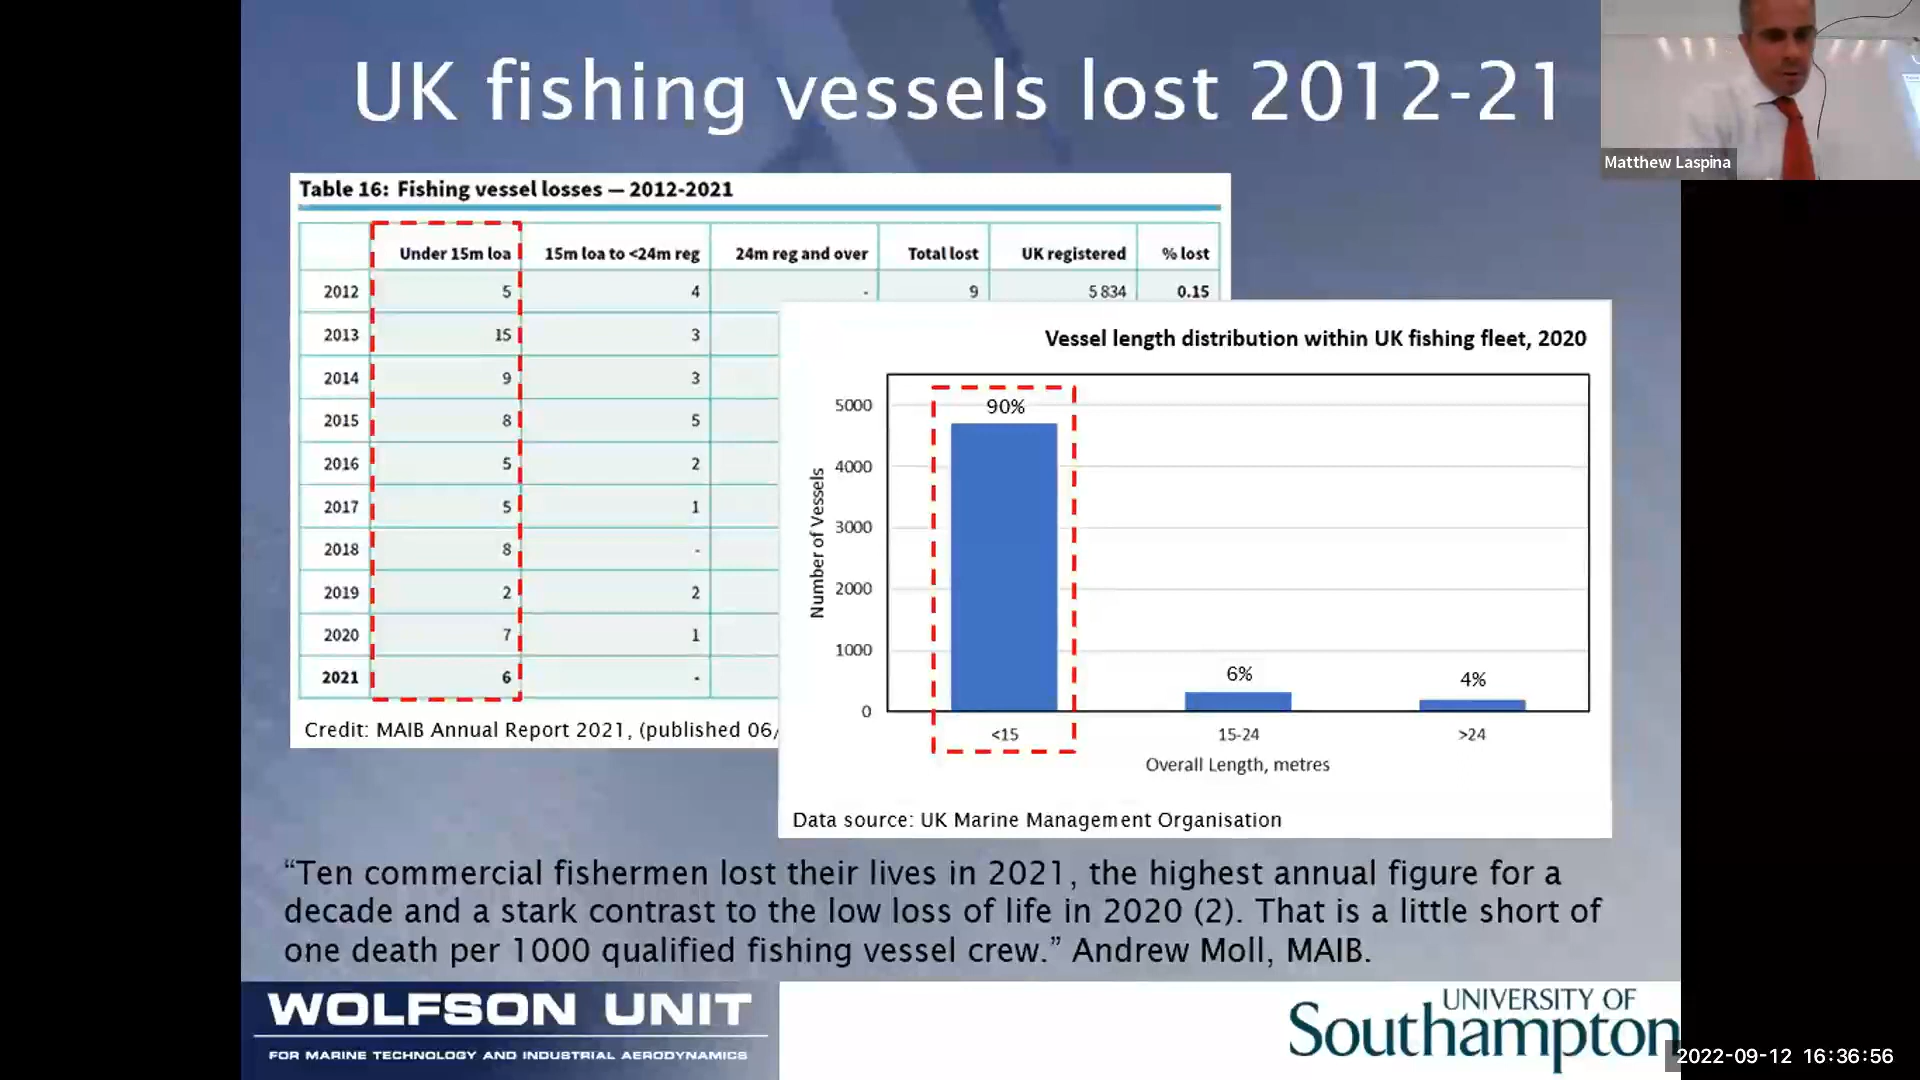 UK fishing vessels lost 2012-21
Matthew Laspina
Table 16: Fishing vessel losses — 2012-2021
Under 15m loa 15m loa to <24m reg 24m reg and over Total lost UK registered % lost
2012 5 4 - 9 5 834 0.15
2013 15 3
2014 9 3
2015 8 5
2016 5 2
2017 5 1
2018 8 -
2019 2 2
2020 7 1
2021 6 -
Credit: MAIB Annual Report 2021, (published 06/
Vessel length distribution within UK fishing fleet, 2020
Number of Vessels
5000
4000
3000
2000
1000
0
90%
6%
4%
<15 15-24 >24
Overall Length, metres
Data source: UK Marine Management Organisation
“Ten commercial fishermen lost their lives in 2021, the highest annual figure for a
decade and a stark contrast to the low loss of life in 2020 (2). That is a little short of
one death per 1000 qualified fishing vessel crew.” Andrew Moll, MAIB.
WOLFSON UNIT
FOR MARINE TECHNOLOGY AND INDUSTRIAL AERODYNAMICS
UNIVERSITY OF
Southampton
2022-09-12 16:36:56